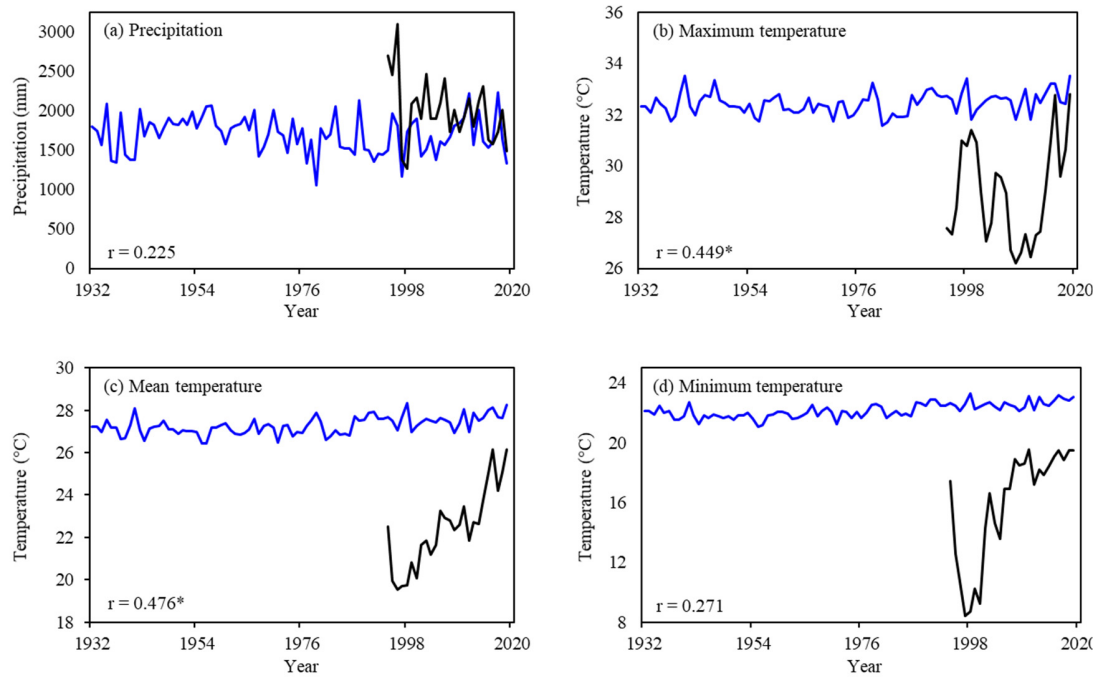 (a) Precipitation
Precipitation (mm)
3000
2500
2000
1500
1000
500
0
r = 0.225
1932
1954
1976
1998
2020
Year
(b) Maximum temperature
Temperature (°C)
36
34
32
30
28
26
r = 0.449*
1932
1954
1976
1998
2020
Year
(c) Mean temperature
Temperature (°C)
30
28
26
24
22
20
18
r = 0.476*
1932
1954
1976
1998
2020
Year
(d) Minimum temperature
Temperature (°C)
24
20
16
12
8
r = 0.271
1932
1954
1976
1998
2020
Year